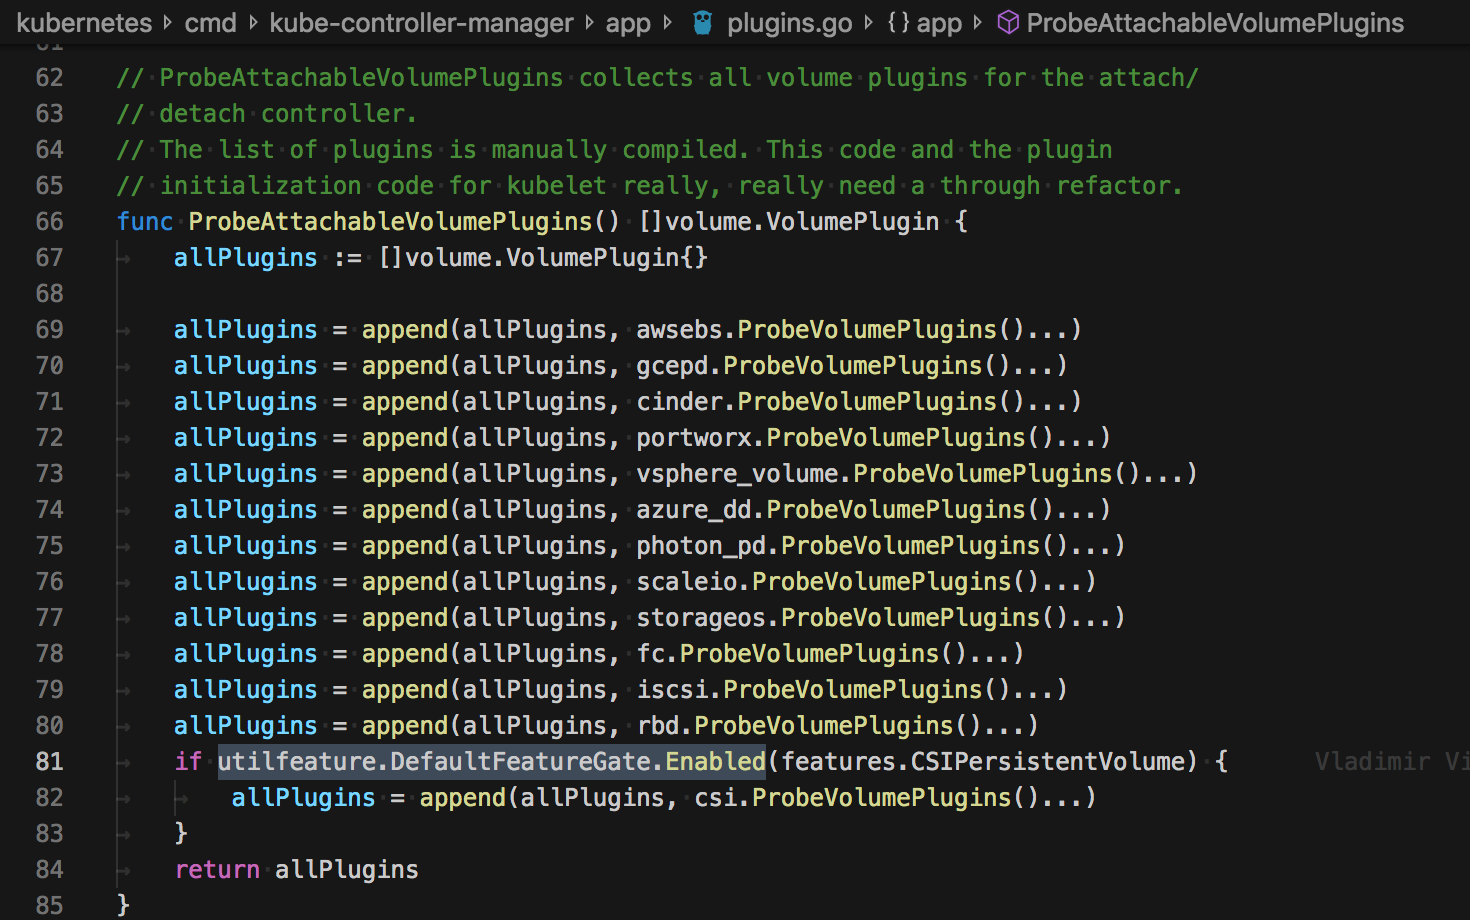 kubernetes cmd kube-controller-manager app plugins.go {} app ProbeAttachableVolumePlugins
61
62 // ProbeAttachableVolumePlugins collects all volume plugins for the attach/
63 // detach controller.
64 // The list of plugins is manually compiled. This code and the plugin
65 // initialization code for kubelet really, really need a through refactor.
66 func ProbeAttachableVolumePlugins() []volume.VolumePlugin {
67 allPlugins := []volume.VolumePlugin{}
68
69 allPlugins = append(allPlugins, awsebs.ProbeVolumePlugins()...)
70 allPlugins = append(allPlugins, gcepd.ProbeVolumePlugins()...)
71 allPlugins = append(allPlugins, cinder.ProbeVolumePlugins()...)
72 allPlugins = append(allPlugins, portworx.ProbeVolumePlugins()...)
73 allPlugins = append(allPlugins, vsphere_volume.ProbeVolumePlugins()...)
74 allPlugins = append(allPlugins, azure_dd.ProbeVolumePlugins()...)
75 allPlugins = append(allPlugins, photon_pd.ProbeVolumePlugins()...)
76 allPlugins = append(allPlugins, scaleio.ProbeVolumePlugins()...)
77 allPlugins = append(allPlugins, storageos.ProbeVolumePlugins()...)
78 allPlugins = append(allPlugins, fc.ProbeVolumePlugins()...)
79 allPlugins = append(allPlugins, iscsi.ProbeVolumePlugins()...)
80 allPlugins = append(allPlugins, rbd.ProbeVolumePlugins()...)
81 if utilfeature.DefaultFeatureGate.Enabled(features.CSIPersistentVolume) { Vladimir Vi
82 allPlugins = append(allPlugins, csi.ProbeVolumePlugins()...)
83 }
84 return allPlugins
85 }